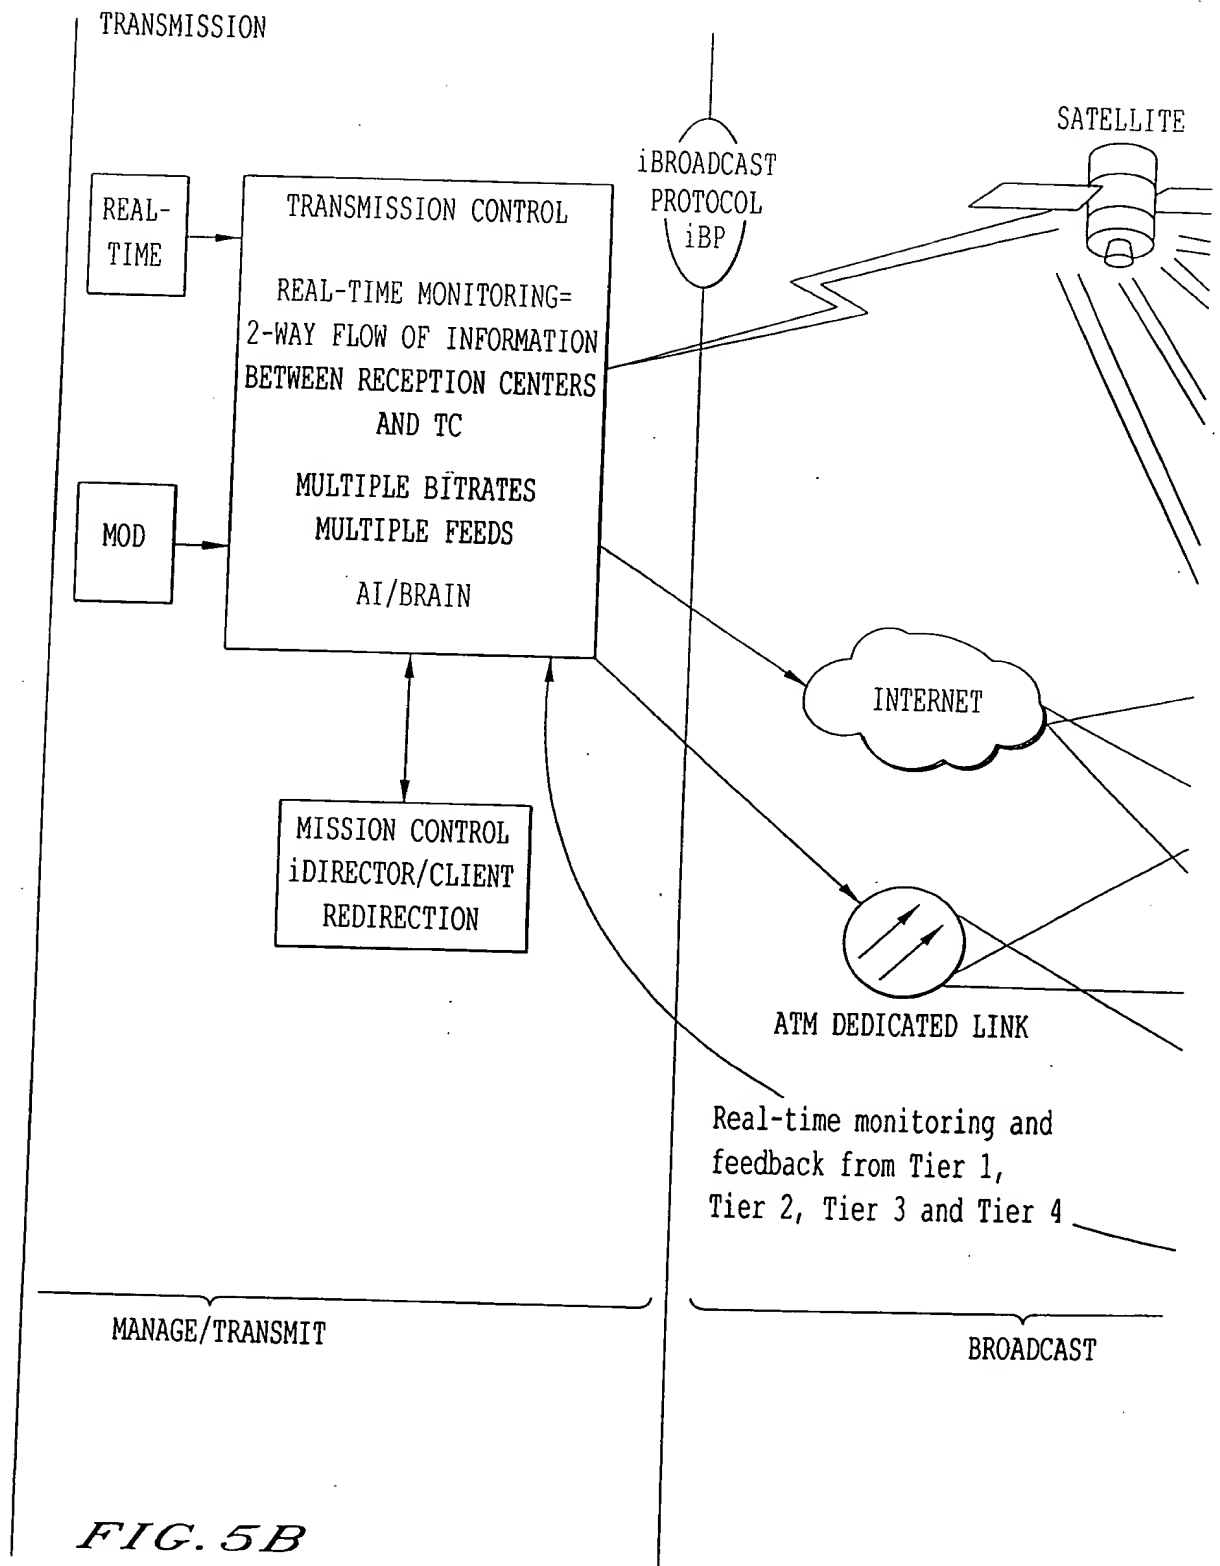 TRANSMISSION
SATELLITE
iBROADCAST
PROTOCOL
iBP
REAL-
TIME
TRANSMISSION CONTROL
REAL-TIME MONITORING=
2-WAY FLOW OF INFORMATION
BETWEEN RECEPTION CENTERS
AND TC
MULTIPLE BITRATES
MULTIPLE FEEDS
AI/BRAIN
MOD
INTERNET
MISSION CONTROL
iDIRECTOR/CLIENT
REDIRECTION
ATM DEDICATED LINK
Real-time monitoring and
feedback from Tier 1,
Tier 2, Tier 3 and Tier 4
MANAGE/TRANSMIT
BROADCAST
FIG. 5B